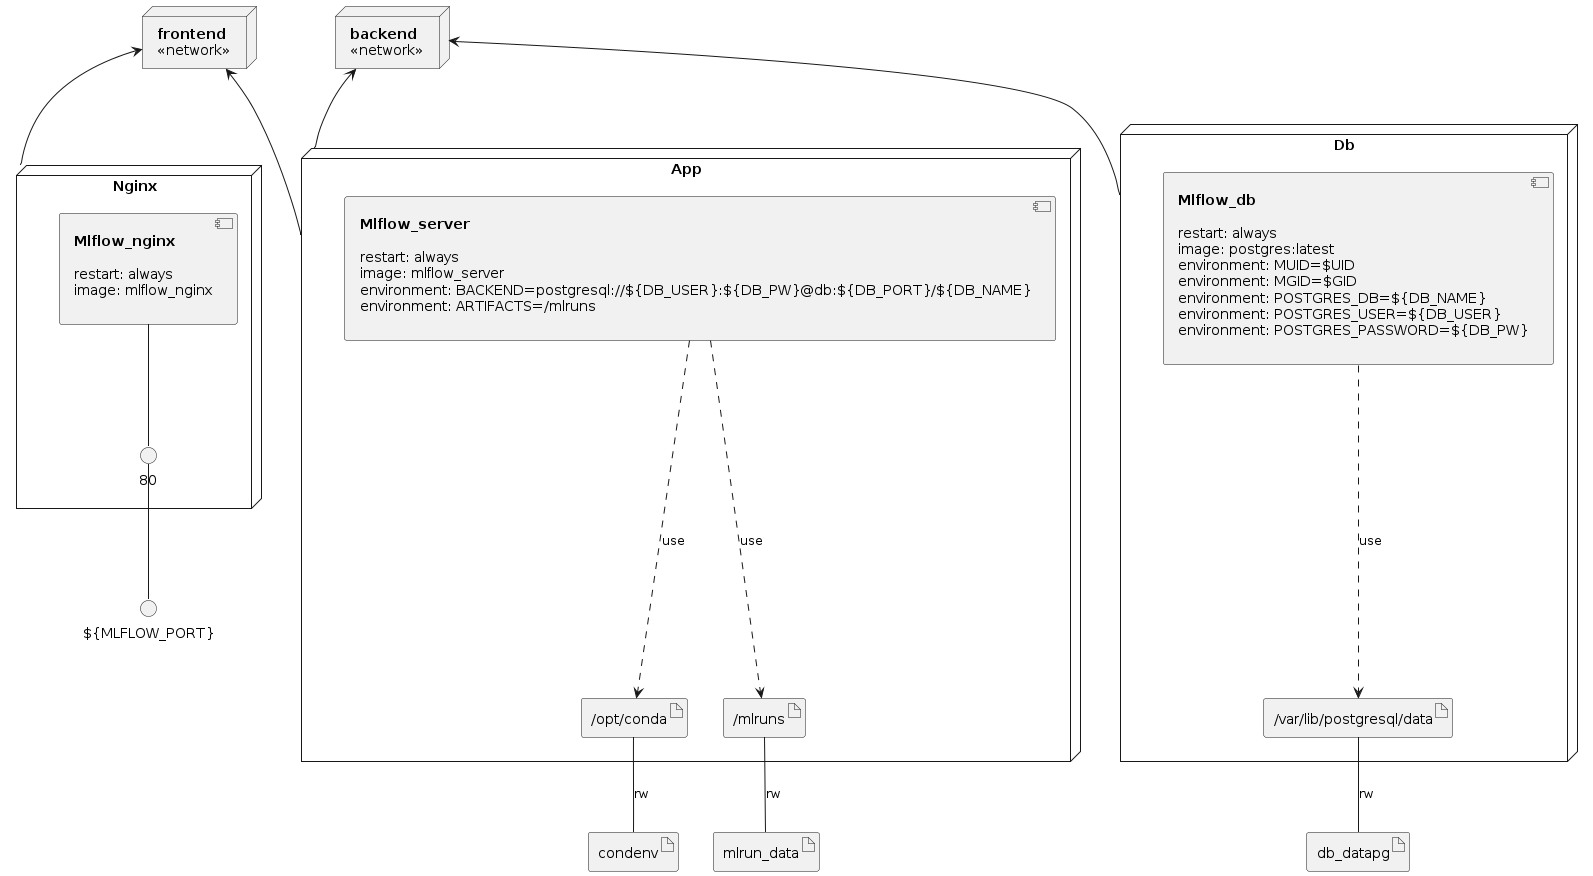 frontend
«network»
backend
«network»
Nginx
Mlflow_nginx
restart: always
image: mlflow_nginx
80
${MLFLOW_PORT}
App
Mlflow_server
restart: always
image: mlflow_server
environment: BACKEND=postgresql://${DB_USER}:${DB_PW}@db:${DB_PORT}/${DB_NAME}
environment: ARTIFACTS=/mlruns
use
use
/opt/conda
/mlruns
rw
rw
condenv
mlrun_data
Db
Mlflow_db
restart: always
image: postgres:latest
environment: MUID=$UID
environment: MGID=$GID
environment: POSTGRES_DB=${DB_NAME}
environment: POSTGRES_USER=${DB_USER}
environment: POSTGRES_PASSWORD=${DB_PW}
use
/var/lib/postgresql/data
rw
db_datapg